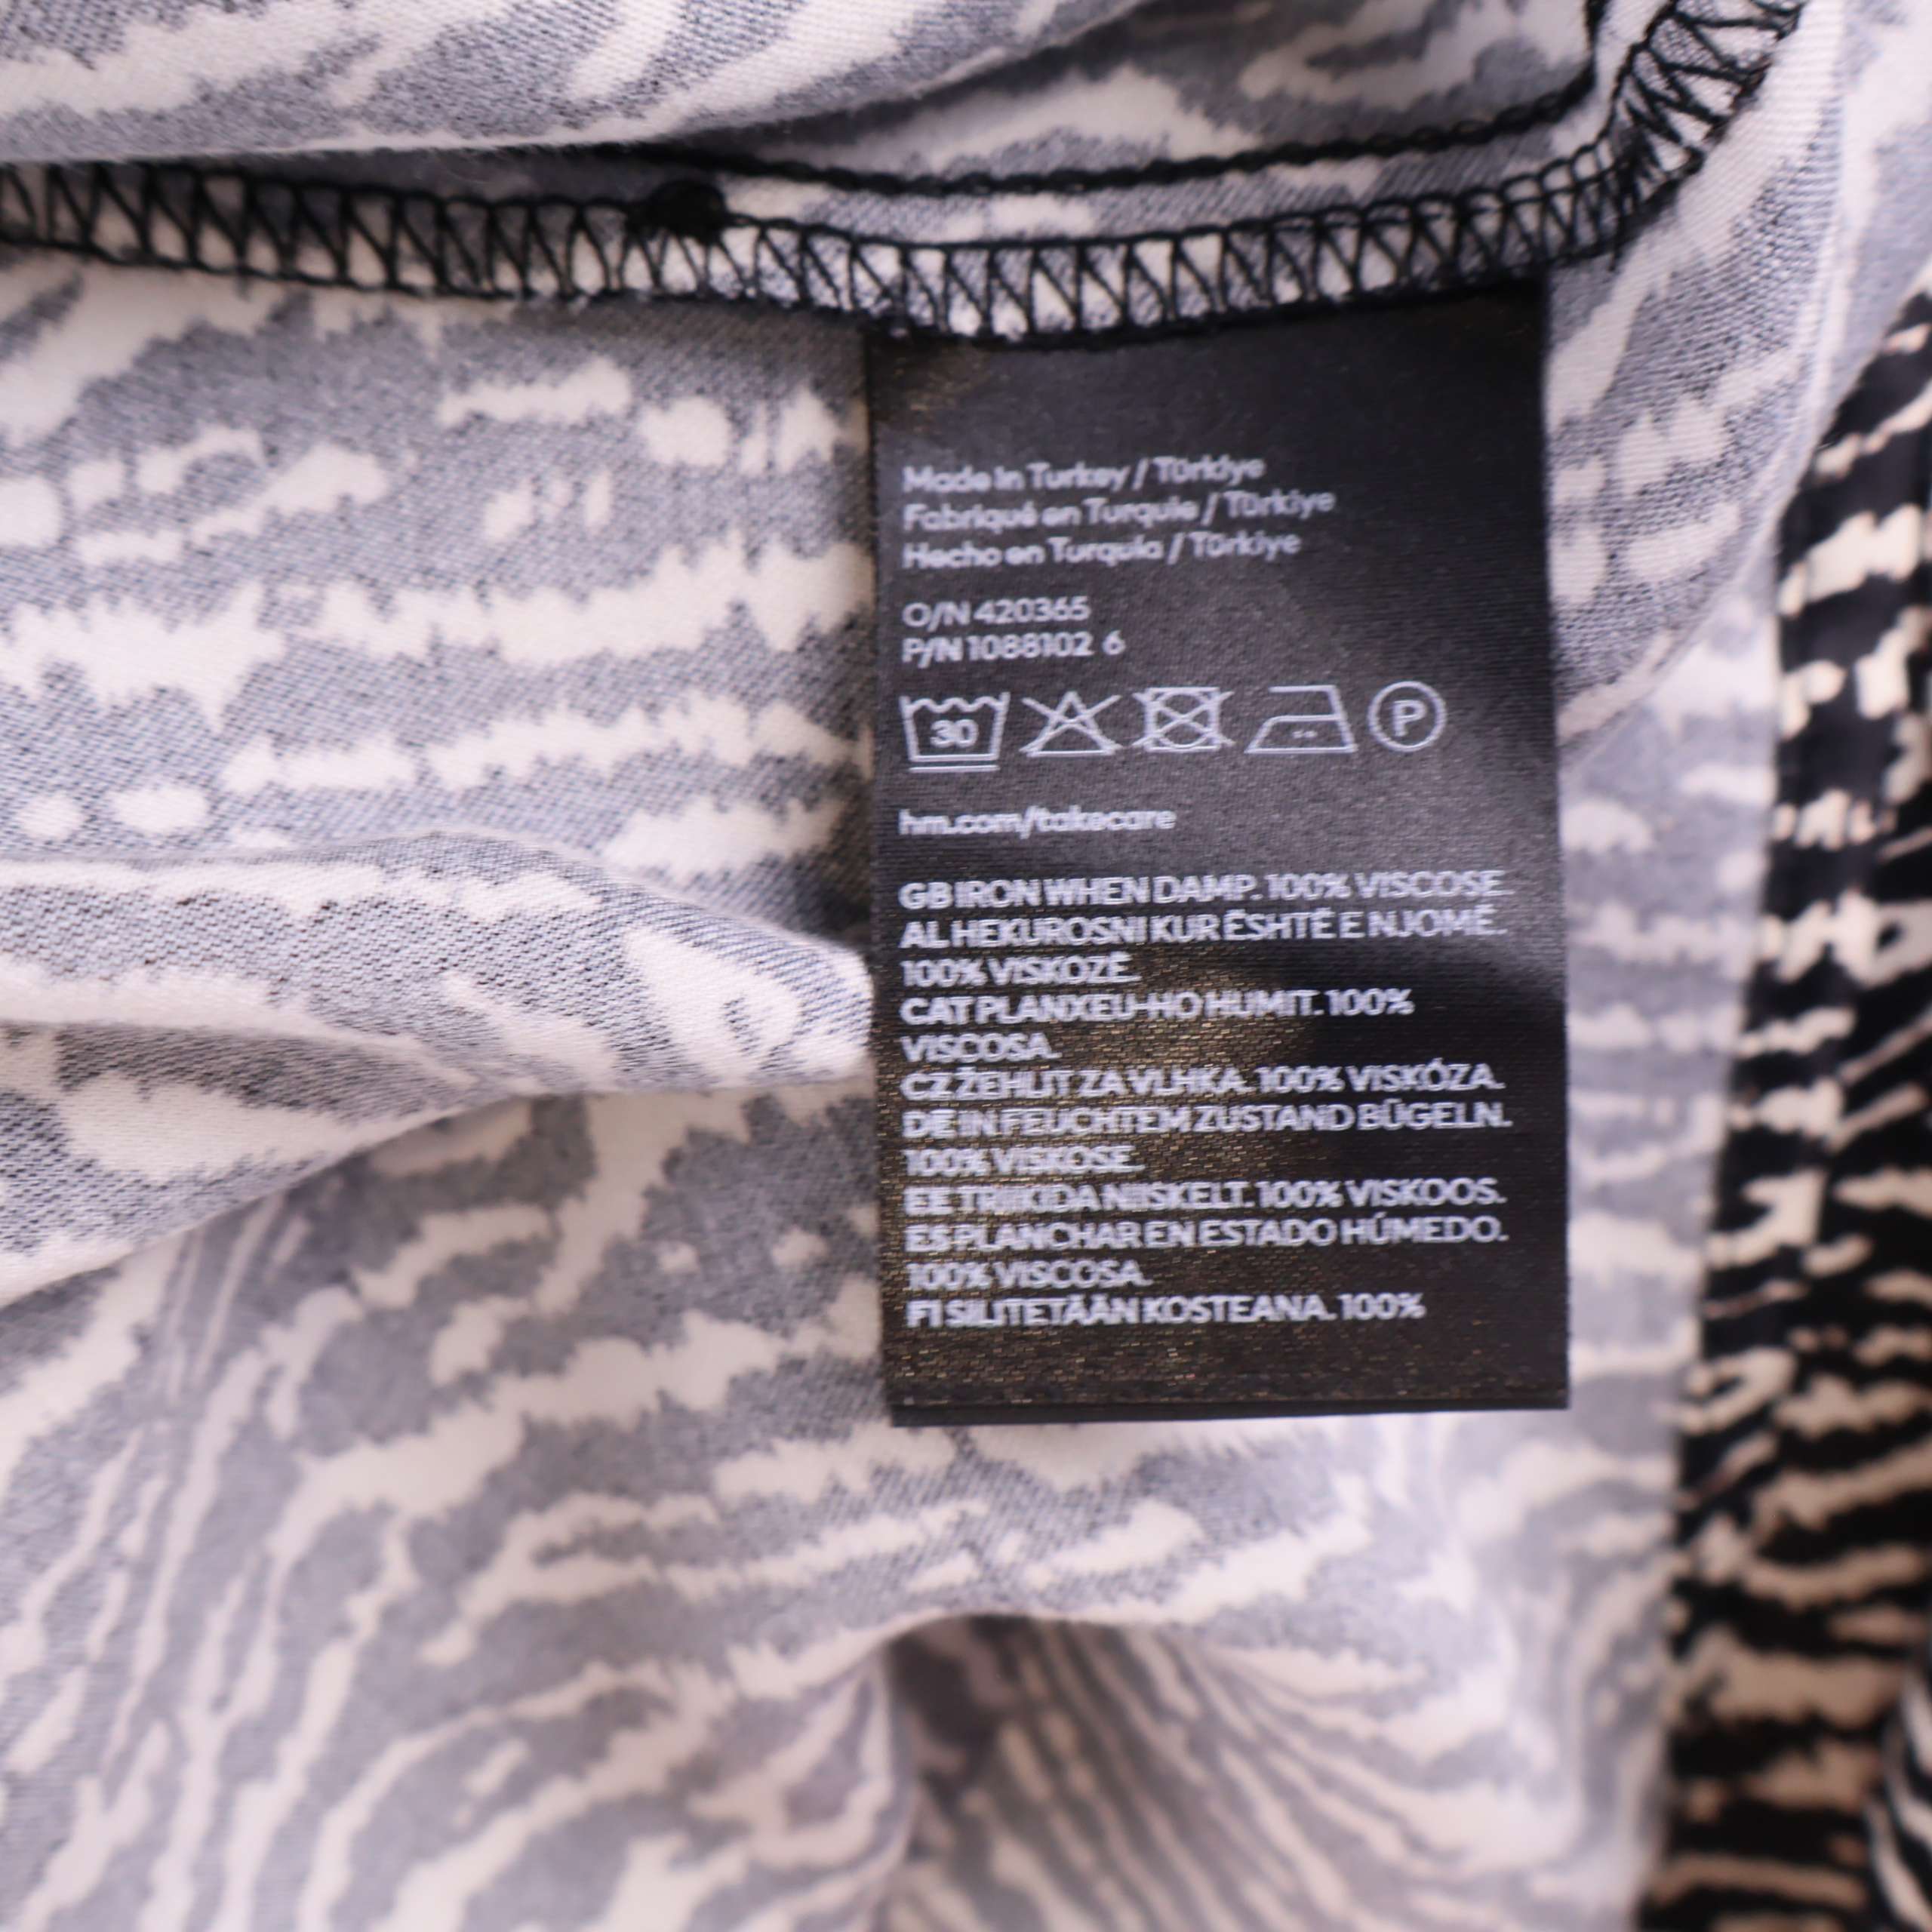 Made in Turkey / Türkiye
Fabriqué en Turquie / Türkiye
Hecho en Turquía / Türkiye
O/N 420365
P/N 1088102 6
30
P
hm.com/takecare
GB IRON WHEN DAMP. 100% VISCOSE.
AL HEKUROSNI KUR ËSHTË E NJOMË.
100% VISKOZË.
CAT PLANXEU-HO HUMIT. 100%
VISCOSA.
CZ ŽEHLIT ZA VLHKA. 100% VISKÓZA.
DE IN FEUCHTEM ZUSTAND BÜGELN.
100% VISKOSE.
EE TRIIKIDA NIISKELT. 100% VISKOOS.
ES PLANCHAR EN ESTADO HÚMEDO.
100% VISCOSA.
FI SILITETÄÄN KOSTEANA. 100%